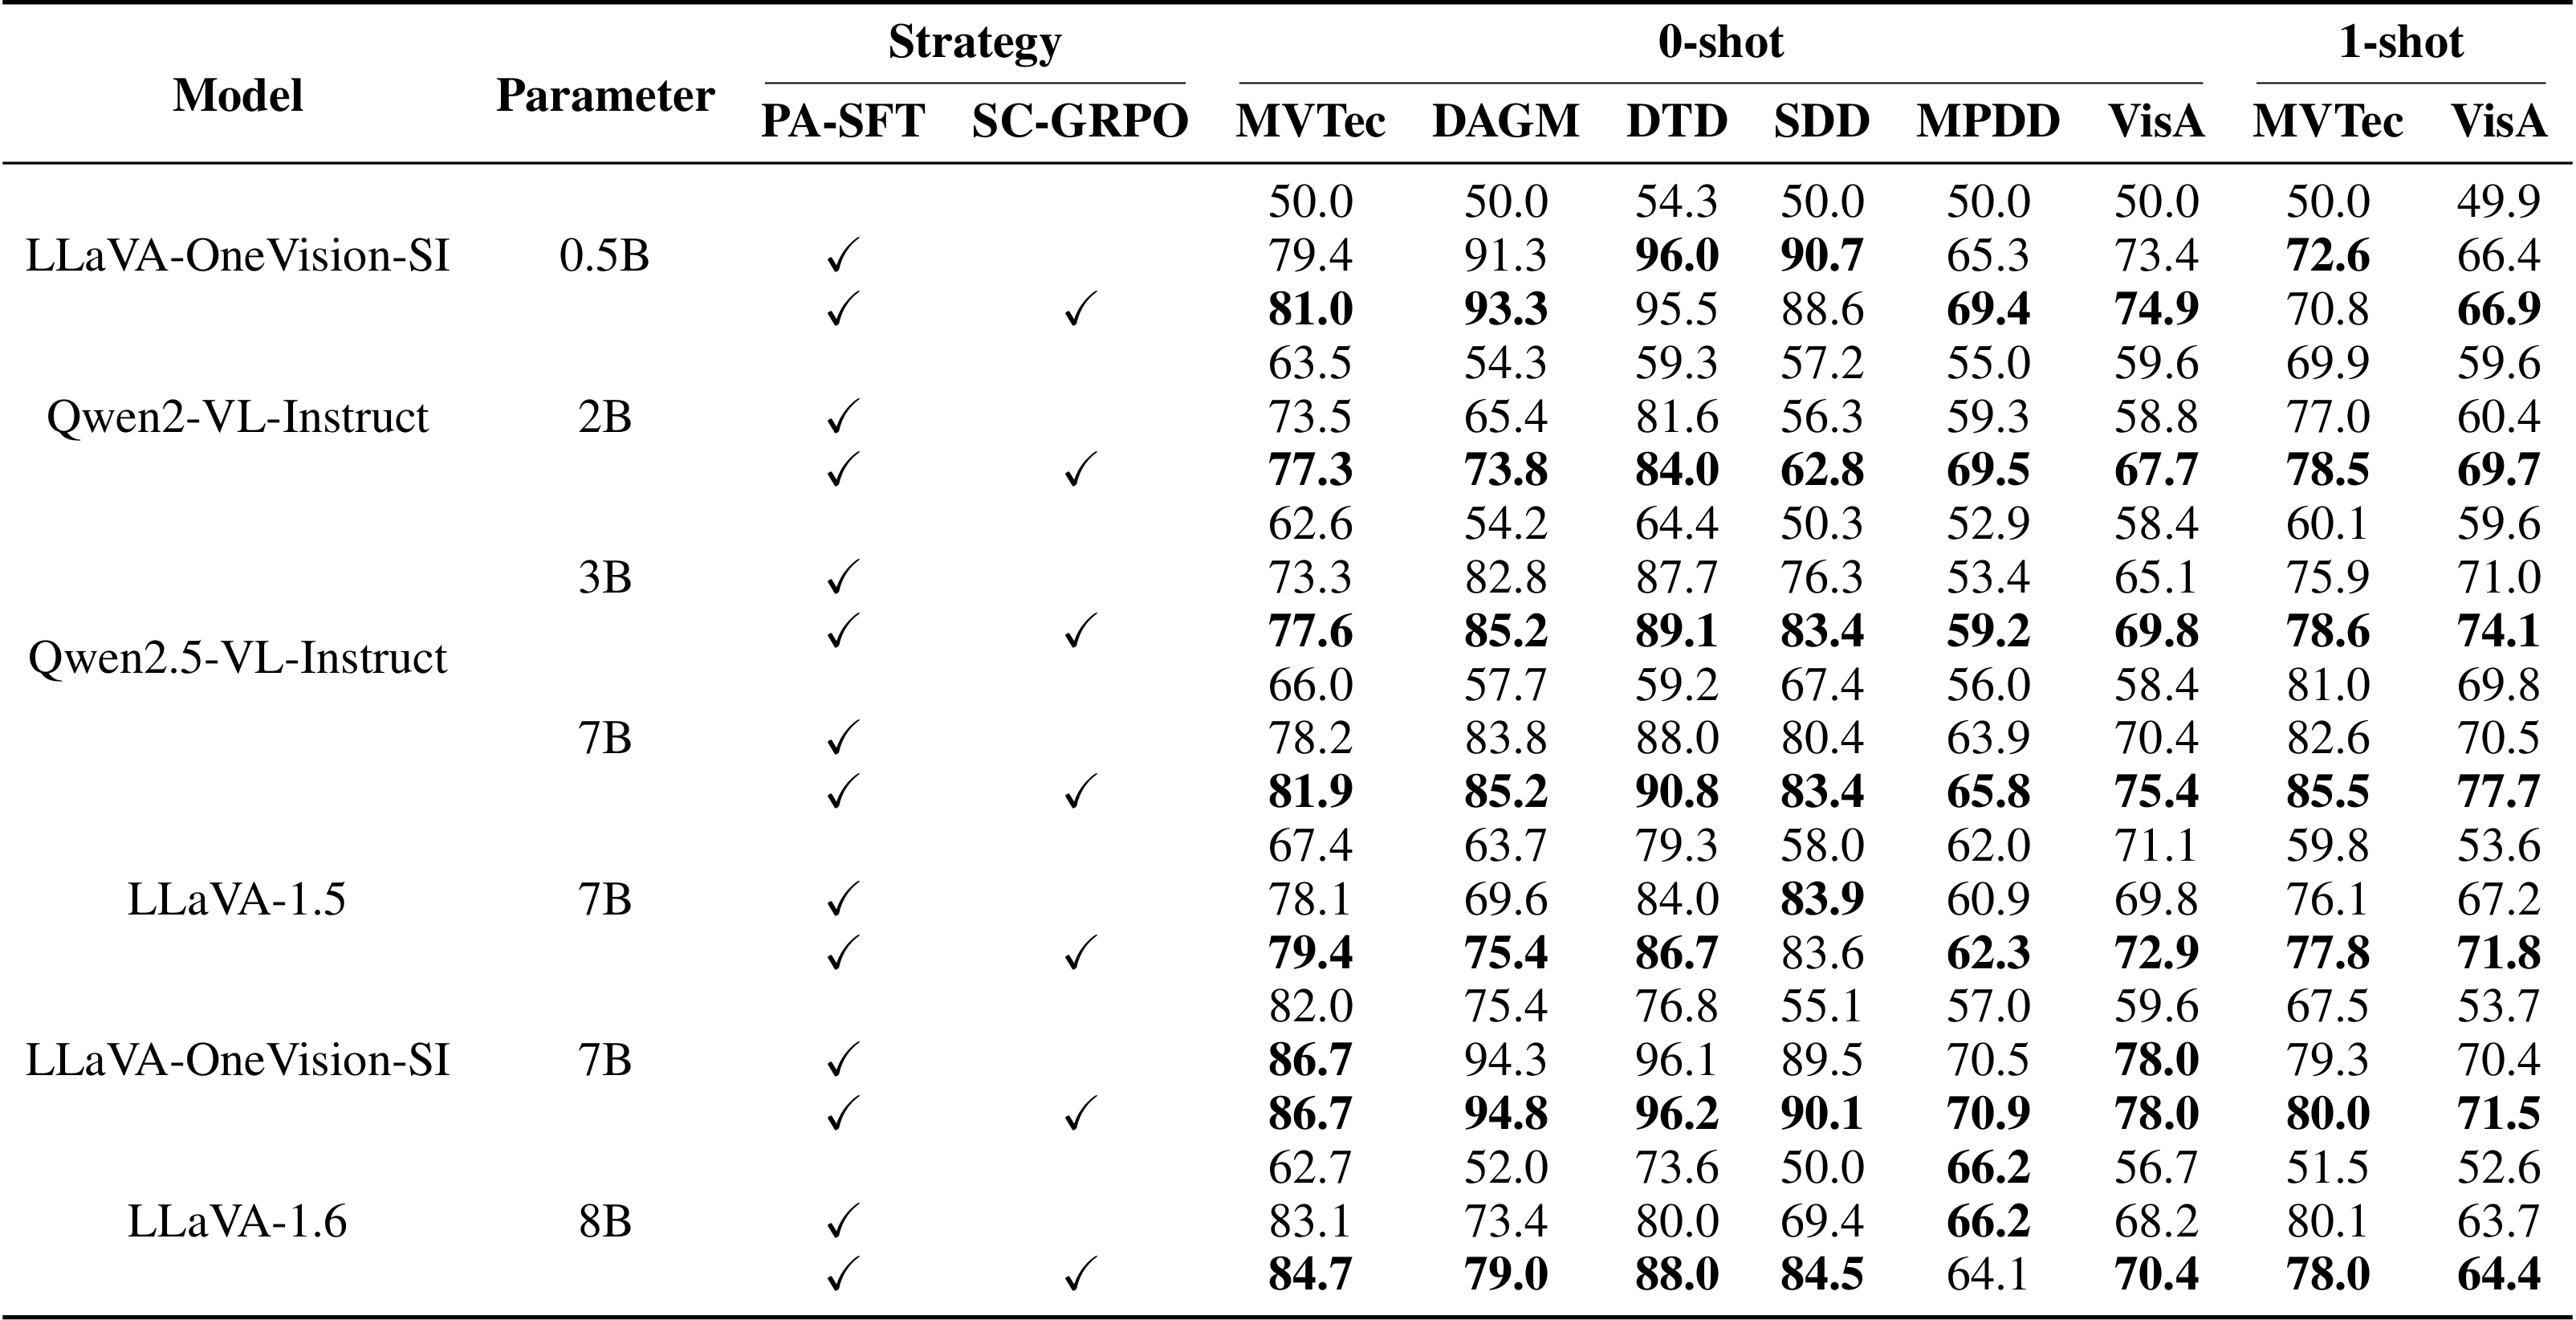 Strategy 0-shot 1-shot
Model Parameter
PA-SFT SC-GRPO MVTec DAGM DTD SDD MPDD VisA MVTec VisA
50.0 50.0 54.3 50.0 50.0 50.0 50.0 49.9
LLaVA-OneVision-SI 0.5B ✓ 79.4 91.3 96.0 90.7 65.3 73.4 72.6 66.4
✓ ✓ 81.0 93.3 95.5 88.6 69.4 74.9 70.8 66.9
63.5 54.3 59.3 57.2 55.0 59.6 69.9 59.6
Qwen2-VL-Instruct 2B ✓ 73.5 65.4 81.6 56.3 59.3 58.8 77.0 60.4
✓ ✓ 77.3 73.8 84.0 62.8 69.5 67.7 78.5 69.7
62.6 54.2 64.4 50.3 52.9 58.4 60.1 59.6
3B ✓ 73.3 82.8 87.7 76.3 53.4 65.1 75.9 71.0
✓ ✓ 77.6 85.2 89.1 83.4 59.2 69.8 78.6 74.1
Qwen2.5-VL-Instruct
66.0 57.7 59.2 67.4 56.0 58.4 81.0 69.8
7B ✓ 78.2 83.8 88.0 80.4 63.9 70.4 82.6 70.5
✓ ✓ 81.9 85.2 90.8 83.4 65.8 75.4 85.5 77.7
67.4 63.7 79.3 58.0 62.0 71.1 59.8 53.6
LLaVA-1.5 7B ✓ 78.1 69.6 84.0 83.9 60.9 69.8 76.1 67.2
✓ ✓ 79.4 75.4 86.7 83.6 62.3 72.9 77.8 71.8
82.0 75.4 76.8 55.1 57.0 59.6 67.5 53.7
LLaVA-OneVision-SI 7B ✓ 86.7 94.3 96.1 89.5 70.5 78.0 79.3 70.4
✓ ✓ 86.7 94.8 96.2 90.1 70.9 78.0 80.0 71.5
62.7 52.0 73.6 50.0 66.2 56.7 51.5 52.6
LLaVA-1.6 8B ✓ 83.1 73.4 80.0 69.4 66.2 68.2 80.1 63.7
✓ ✓ 84.7 79.0 88.0 84.5 64.1 70.4 78.0 64.4